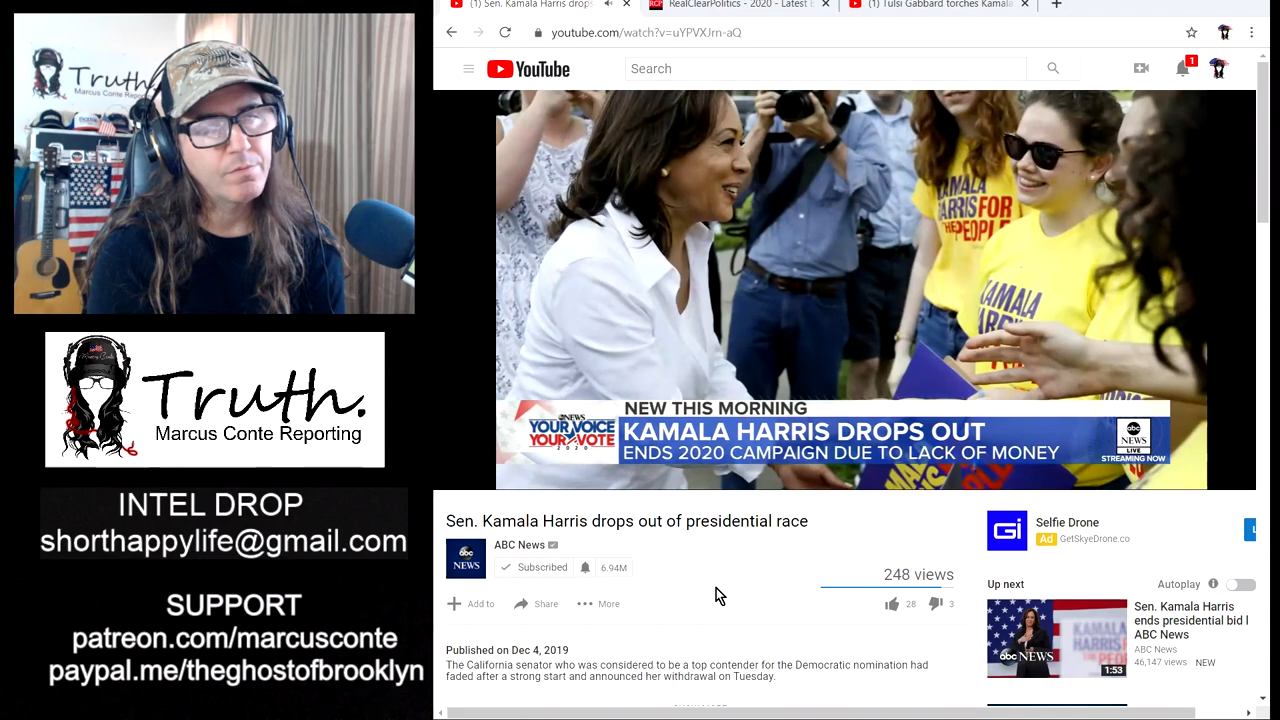 Truth.
Marcus Conte Reporting
Truth.
Marcus Conte Reporting
INTEL DROP
shorthappylife@gmail.com
SUPPORT
patreon.com/marcusconte
paypal.me/theghostofbrooklyn
(1) Sen. Kamala Harris drops
RealClearPolitics - 2020 - Latest E
(1) Tulsi Gabbard torches Kamala
youtube.com/watch?v=uYPVXJrn-aQ
YouTube
Search
1
KAMALA
HARRIS FOR
THE PEOPLE
KAMALA
NEW THIS MORNING
abc NEWS
YOUR VOICE
YOUR VOTE
2020
KAMALA HARRIS DROPS OUT
ENDS 2020 CAMPAIGN DUE TO LACK OF MONEY
abc
NEWS
LIVE
STREAMING NOW
Sen. Kamala Harris drops out of presidential race
abc
NEWS
ABC News
Subscribed
6.94M
248 views
Add to
Share
More
28
3
Published on Dec 4, 2019
The California senator who was considered to be a top contender for the Democratic nomination had
faded after a strong start and announced her withdrawal on Tuesday.
Selfie Drone
Ad GetSkyeDrone.co
Up next
Autoplay
abc NEWS
1:53
Sen. Kamala Harris
ends presidential bid l
ABC News
ABC News
46,147 views NEW